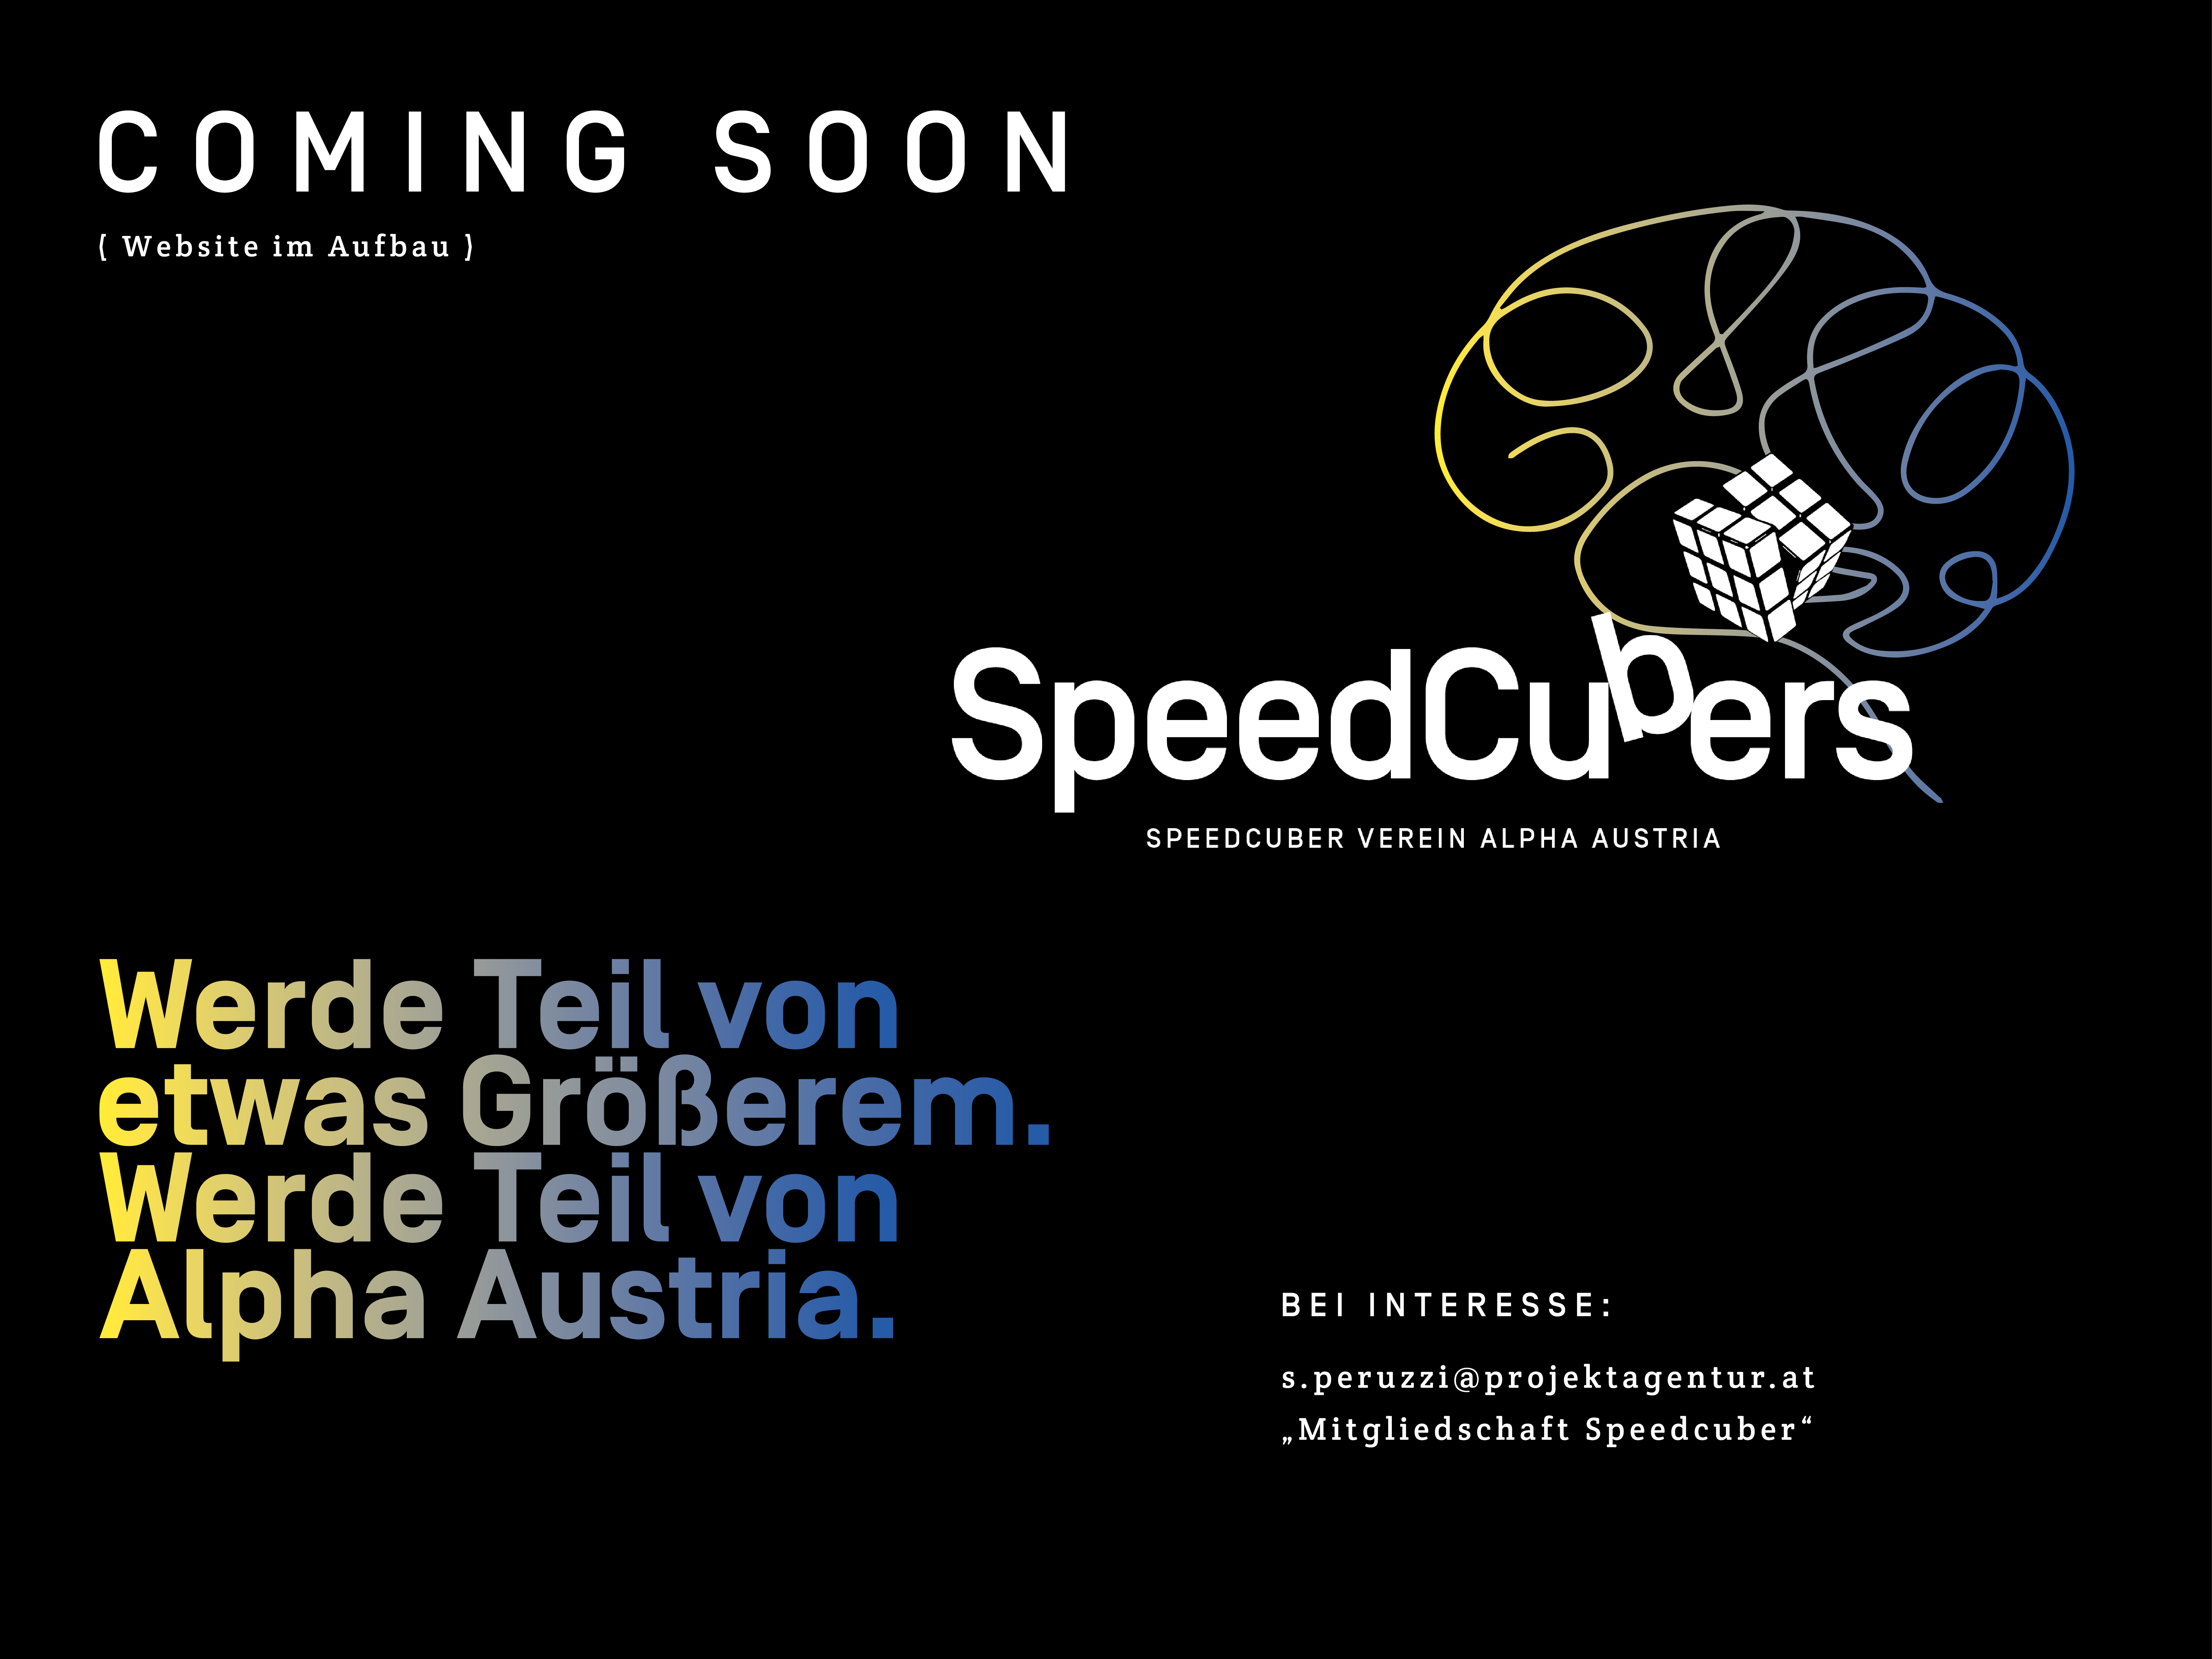 COMING SOON
( Website im Aufbau )
SpeedCubers
SPEEDCUBER VEREIN ALPHA AUSTRIA
Werde Teil von
etwas Größerem.
Werde Teil von
Alpha Austria.
BEI INTERESSE:
s.peruzzi@projektagentur.at
„Mitgliedschaft Speedcuber“